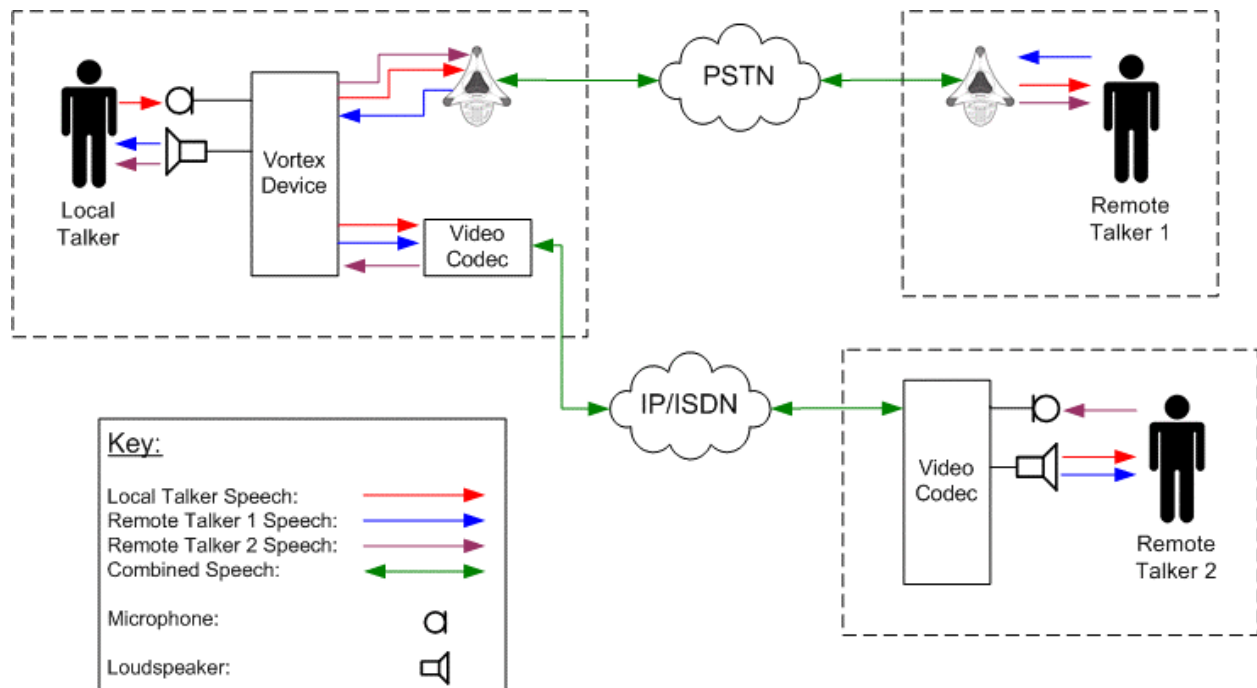 PSTN
Vortex
Device
Local
Talker
Video
Codec
Remote
Talker 1
IP/ISDN
Video
Codec
Remote
Talker 2
Key:
Local Talker Speech:
Remote Talker 1 Speech:
Remote Talker 2 Speech:
Combined Speech:
Microphone:
Loudspeaker: